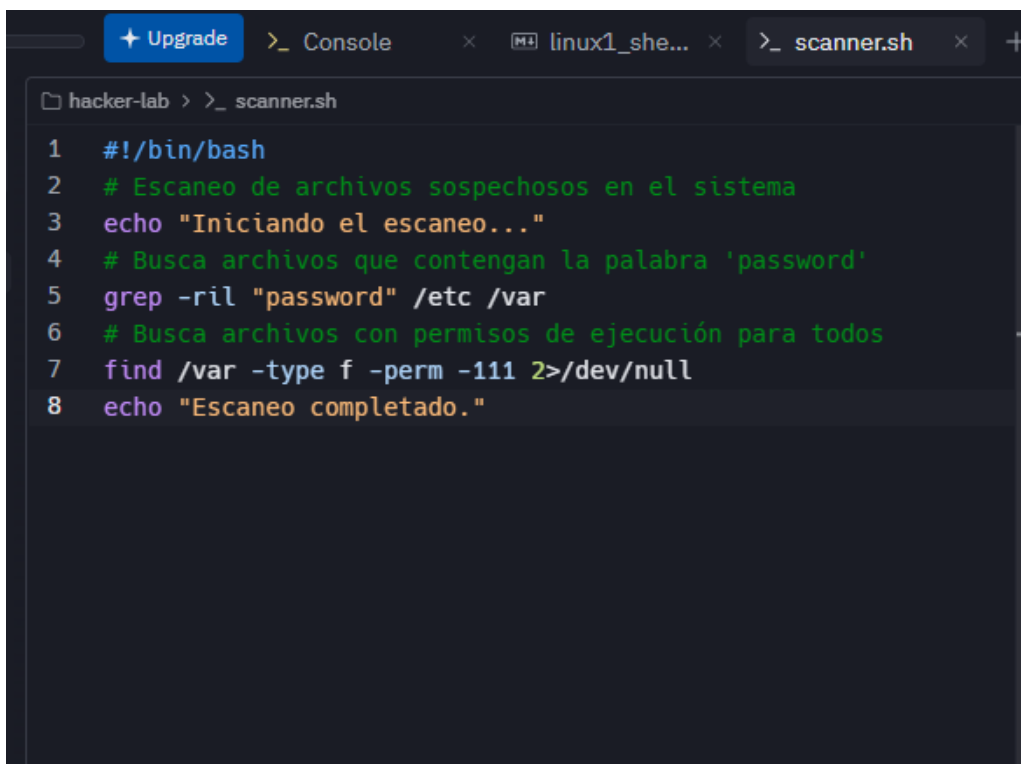 Upgrade >_ Console × M↓ linux1_she... × >_ scanner.sh × +
hacker-lab > >_ scanner.sh
1 #!/bin/bash
2 # Escaneo de archivos sospechosos en el sistema
3 echo "Iniciando el escaneo..."
4 # Busca archivos que contengan la palabra 'password'
5 grep -ril "password" /etc /var
6 # Busca archivos con permisos de ejecución para todos
7 find /var -type f -perm -111 2>/dev/null
8 echo "Escaneo completado."